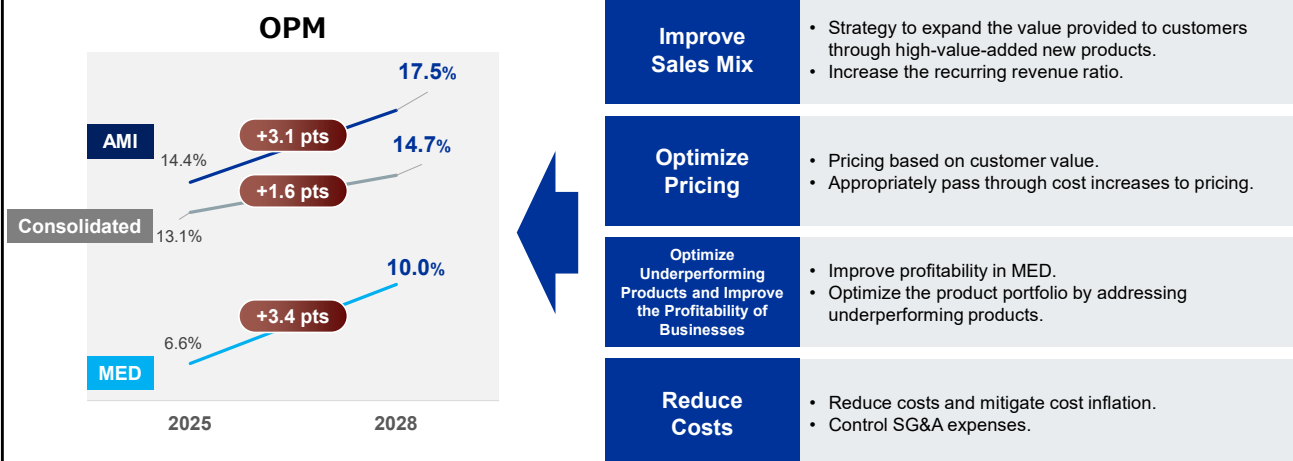 OPM
17.5%
AMI
+3.1 pts
14.4%
14.7%
+1.6 pts
Consolidated
13.1%
10.0%
+3.4 pts
6.6%
MED
2025
2028
Improve
Sales Mix
• Strategy to expand the value provided to customers
through high-value-added new products.
• Increase the recurring revenue ratio.
Optimize
Pricing
• Pricing based on customer value.
• Appropriately pass through cost increases to pricing.
Optimize
Underperforming
Products and Improve
the Profitability of
Businesses
• Improve profitability in MED.
• Optimize the product portfolio by addressing
underperforming products.
Reduce
Costs
• Reduce costs and mitigate cost inflation.
• Control SG&A expenses.